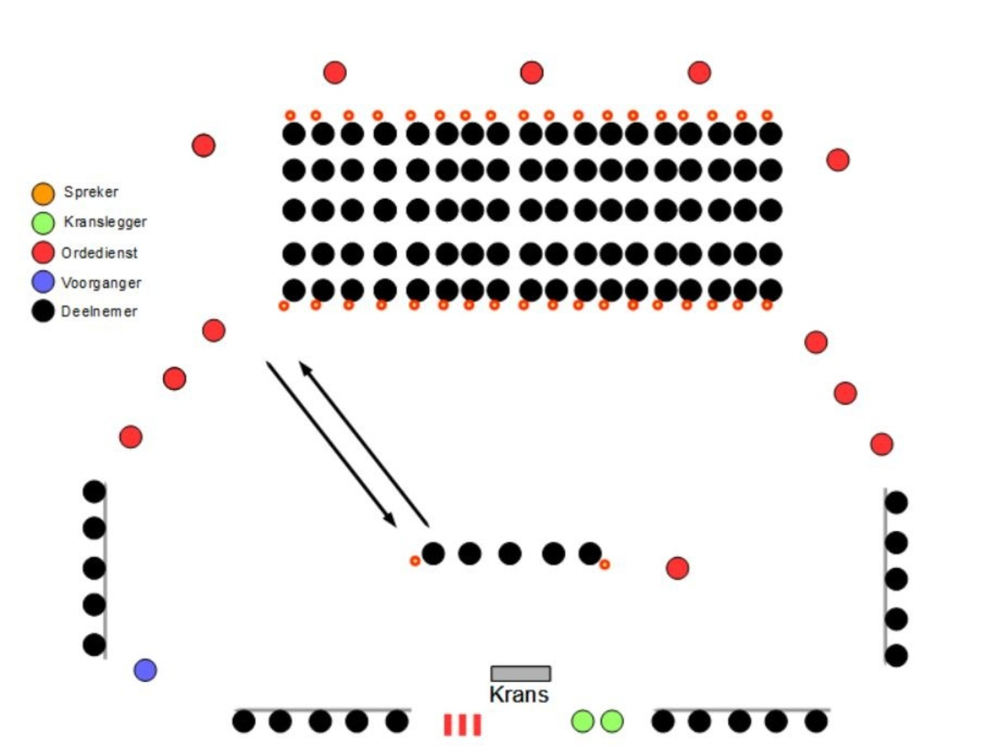 Spreker
Kranslegger
Ordedienst
Voorganger
Deelnemer
Krans